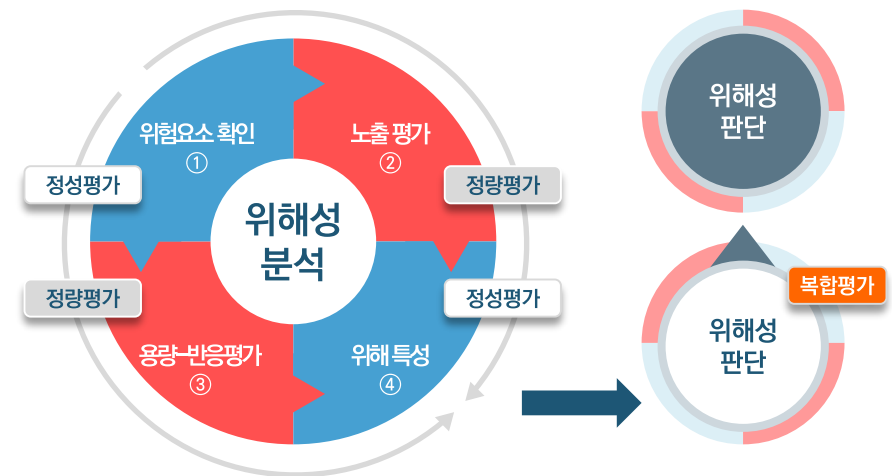 위험요소 확인
①
정성평가
노출 평가
②
정량평가
위해성
분석
용량-반응평가
③
정량평가
위해 특성
④
정성평가
위해성
판단
복합평가
위해성
판단